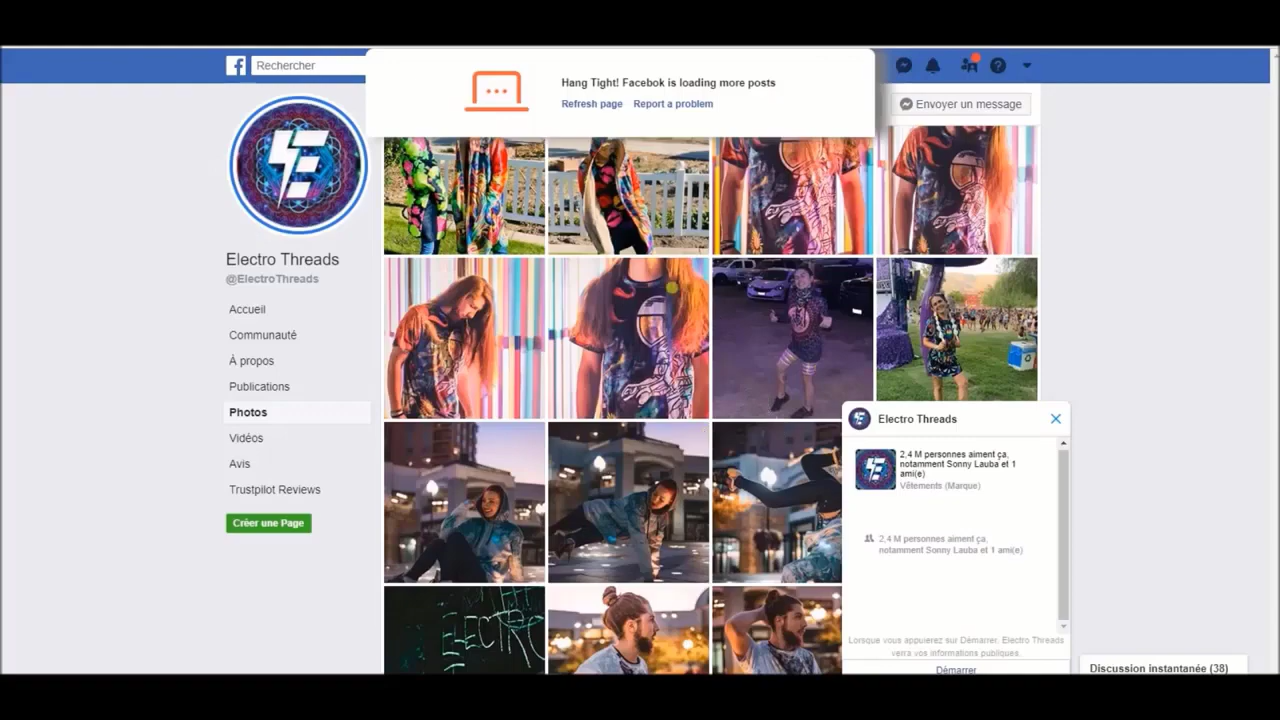 Rechercher
Hang Tight! Facebok is loading more posts
Refresh page Report a problem
Envoyer un message
Electro Threads
@ElectroThreads
Accueil
Communauté
À propos
Publications
Photos
Vidéos
Avis
Trustpilot Reviews
Créer une Page
ELECTRO
Electro Threads
2,4 M personnes aiment ça,
notamment Sonny Lauba et 1
ami(e)
Vêtements (Marque)
2,4 M personnes aiment ça,
notamment Sonny Lauba et 1 ami(e)
Lorsque vous appuierez sur Démarrer, Electro Threads
verra vos informations publiques.
Démarrer
Discussion instantanée (38)